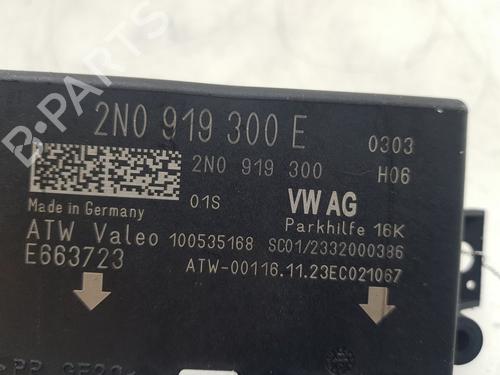 2N0 919 300 E
0303
2N0 919 300
H06
01S
VW AG
Made in Germany
Parkhilfe 16K
ATW Valeo 100535168 SC01/2332000386
E663723
ATW-00116.11.23EC021067
B-PARTS